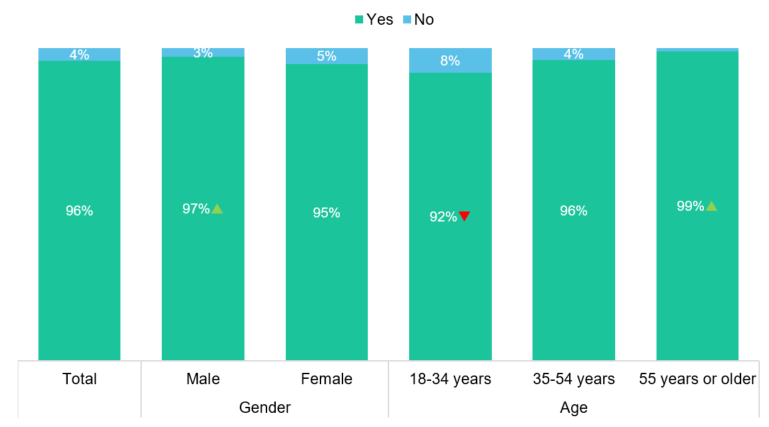 Yes No
4% 3% 5% 8% 4%
96% 97% 95% 92% 96% 99%
Total Male Female 18-34 years 35-54 years 55 years or older
Gender Age